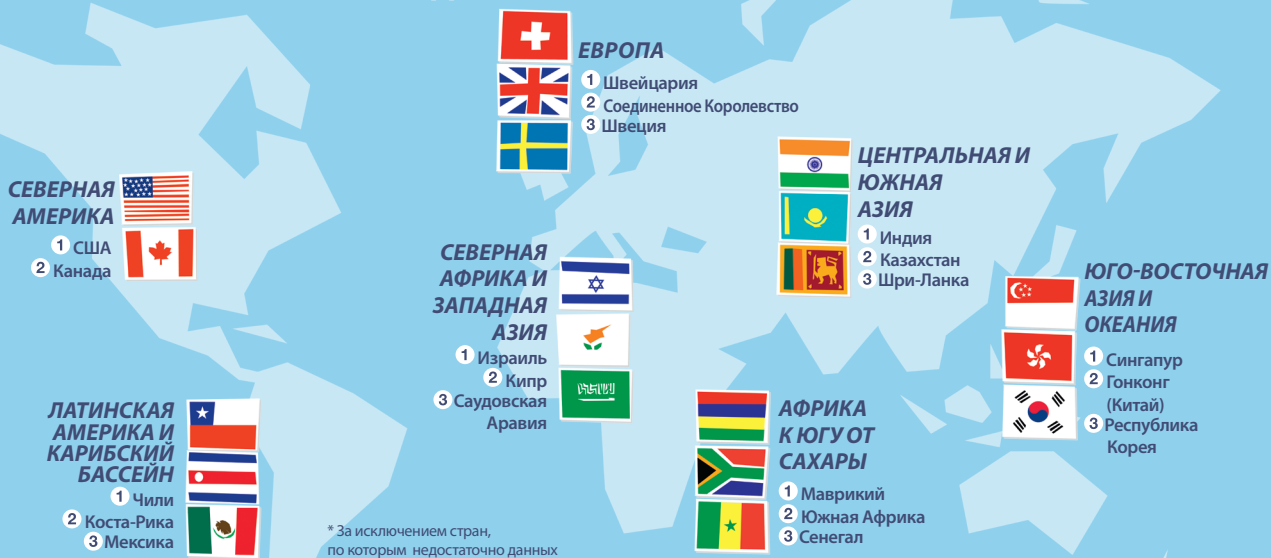 ЕВРОПА
1 Швейцария
2 Соединенное Королевство
3 Швеция
СЕВЕРНАЯ
АМЕРИКА
1 США
2 Канада
ЦЕНТРАЛЬНАЯ И
ЮЖНАЯ
АЗИЯ
1 Индия
2 Казахстан
3 Шри-Ланка
СЕВЕРНАЯ
АФРИКА И
ЗАПАДНАЯ
АЗИЯ
1 Израиль
2 Кипр
3 Саудовская
Аравия
ЮГО-ВОСТОЧНАЯ
АЗИЯ И
ОКЕАНИЯ
1 Сингапур
2 Гонконг
(Китай)
3 Республика
Корея
ЛАТИНСКАЯ
АМЕРИКА И
КАРИБСКИЙ
БАССЕЙН
1 Чили
2 Коста-Рика
3 Мексика
АФРИКА
К ЮГУ ОТ
САХАРЫ
1 Маврикий
2 Южная Африка
3 Сенегал
* За исключением стран,
по которым недостаточно данных